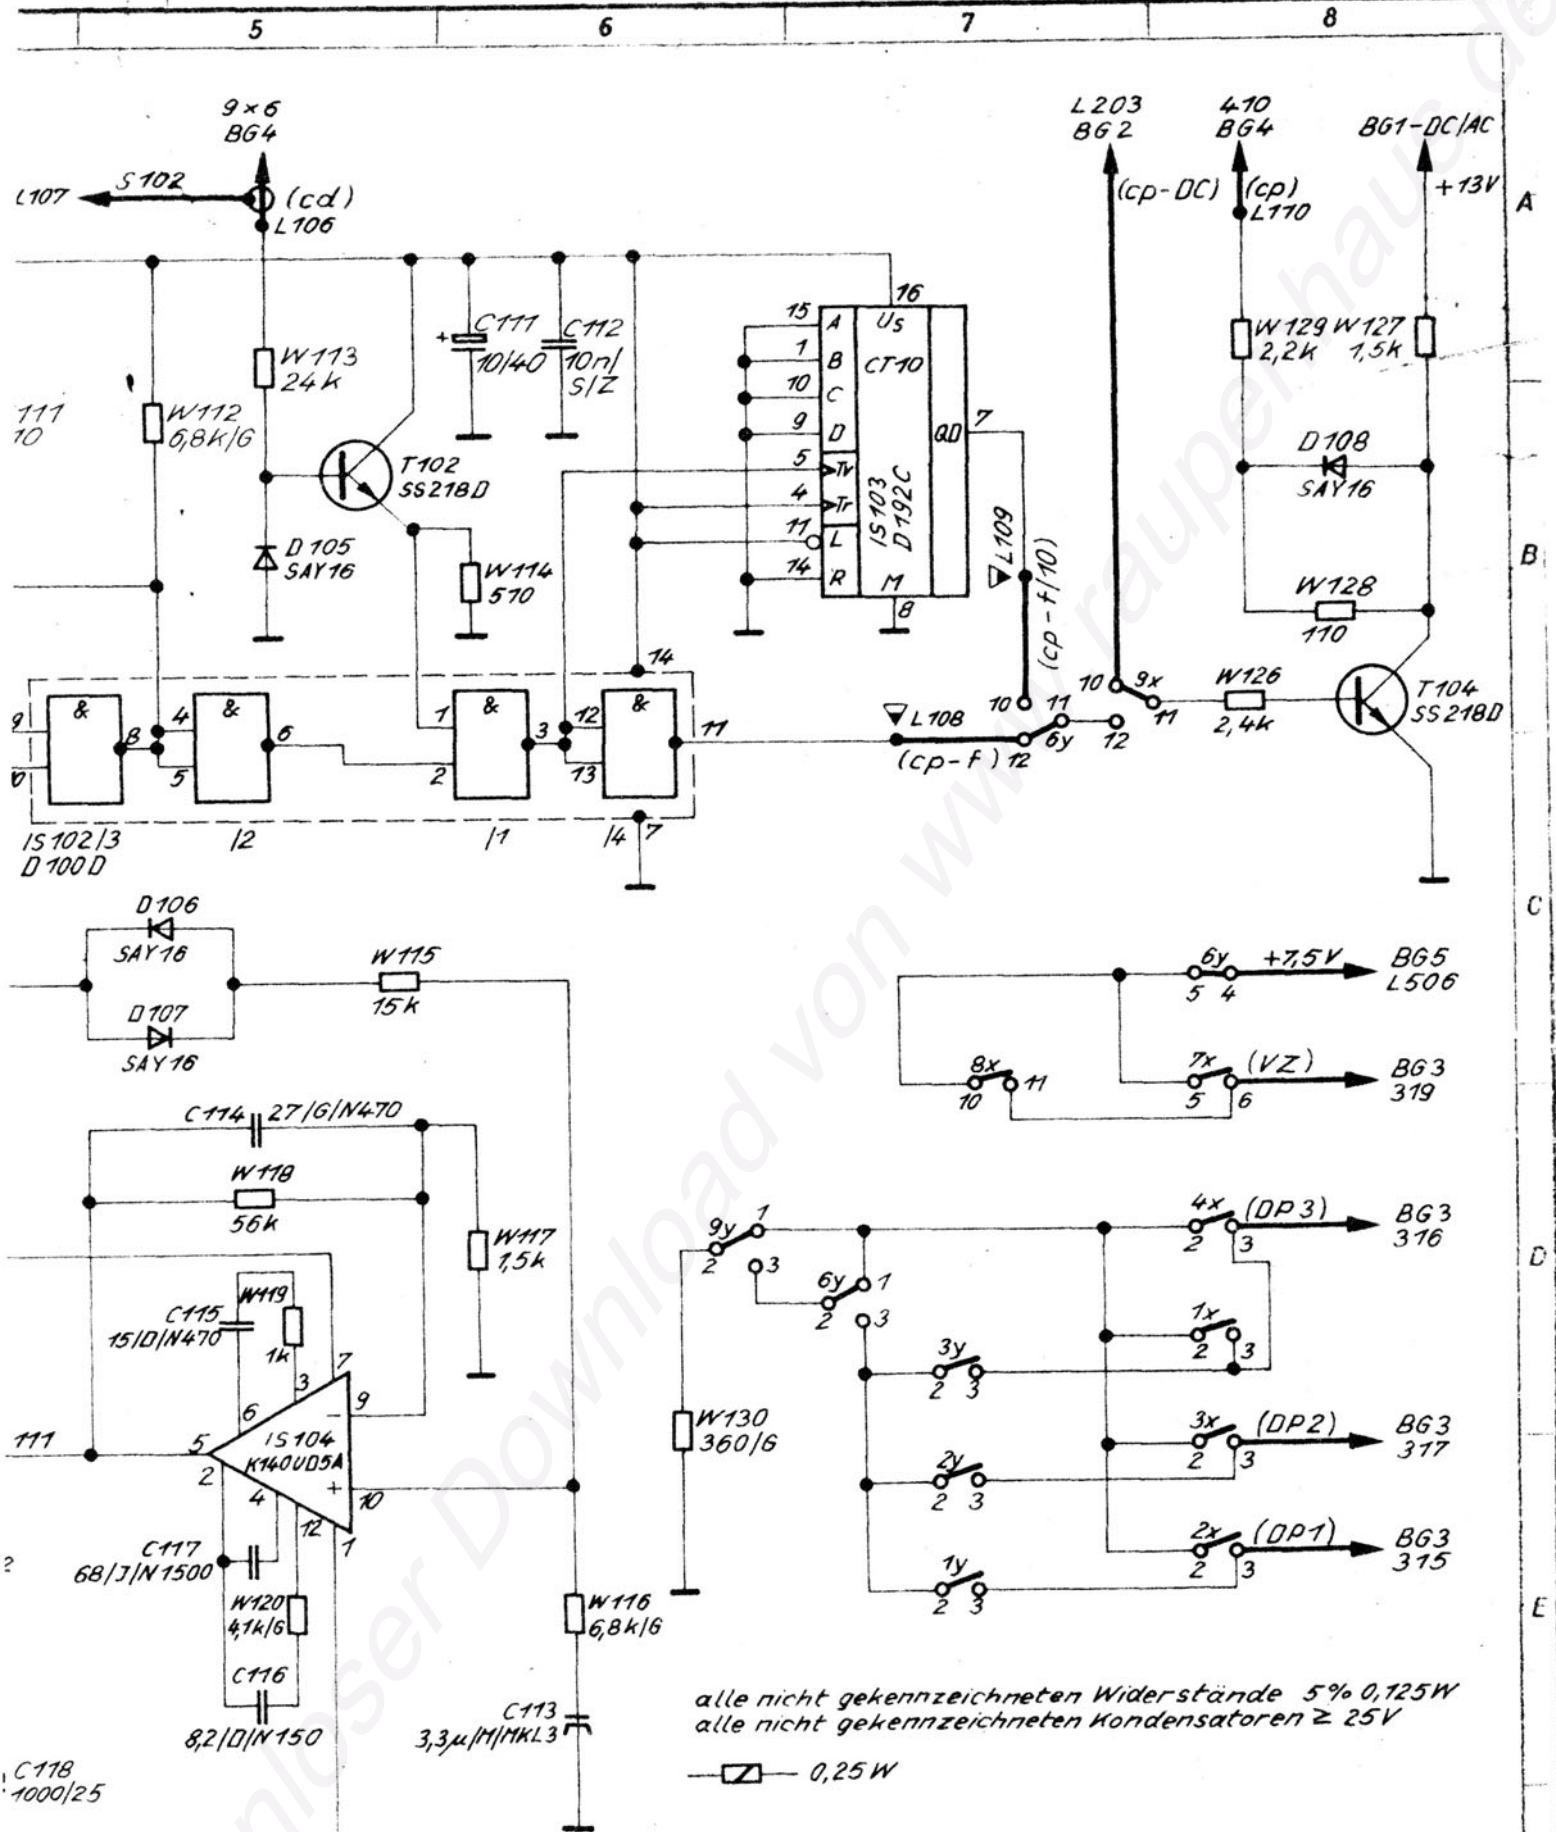 5 6 7 8
9×6
BG4
L203
BG2
410
BG4
BG1-DC/AC
L107
S102
(cd)
L106
(cp-DC)
(cp)
L110
+13V
A
C111
10/40
C112
10n/
S/Z
W113
24k
W112
6,8k/G
111
10
T102
SS218D
D105
SAY16
W114
510
15 A
1 B
10 C
9 D
5 Tv
4 Tr
11 L
14 R
16
Us
CT10
IS103
D192C
M
8
QD
7
L109
(cp-f/10)
W129
2,2k
W127
1,5k
D108
SAY16
W128
110
B
14
9
&
8
4
5
&
6
1
2
&
3
12
13
&
11
L108
(cp-f)
10
11
12
6y
10
9x
11
12
W126
2,4k
T104
SS218D
IS102/3
D100D
/2
/1
/4
7
C
D106
SAY16
D107
SAY16
W115
15k
6y
5 4
+7,5V
BG5
L506
8x
10
11
7x
5 6
(VZ)
BG3
319
C114
27/G/N470
W118
56k
W117
1,5k
C115
15/D/N470
W119
1k
D
9y
2
1
3
6y
2
1
3
4x
2 3
(DP3)
BG3
316
1x
2 3
3y
2 3
3x
2 3
(DP2)
BG3
317
2y
2 3
2x
2 3
(DP1)
BG3
315
1y
2 3
W130
360/G
111
7
3
6
5
2
4
12
1
9
10
−
+
IS104
K140UD5A
C117
68/J/N1500
W120
4,1k/G
C116
8,2/D/N150
W116
6,8k/G
C113
3,3µ/M/MKL3
E
C118
1000/25
alle nicht gekennzeichneten Widerstände 5% 0,125W
alle nicht gekennzeichneten Kondensatoren ≥ 25V
0,25W
Download von www.raupenhaus.de